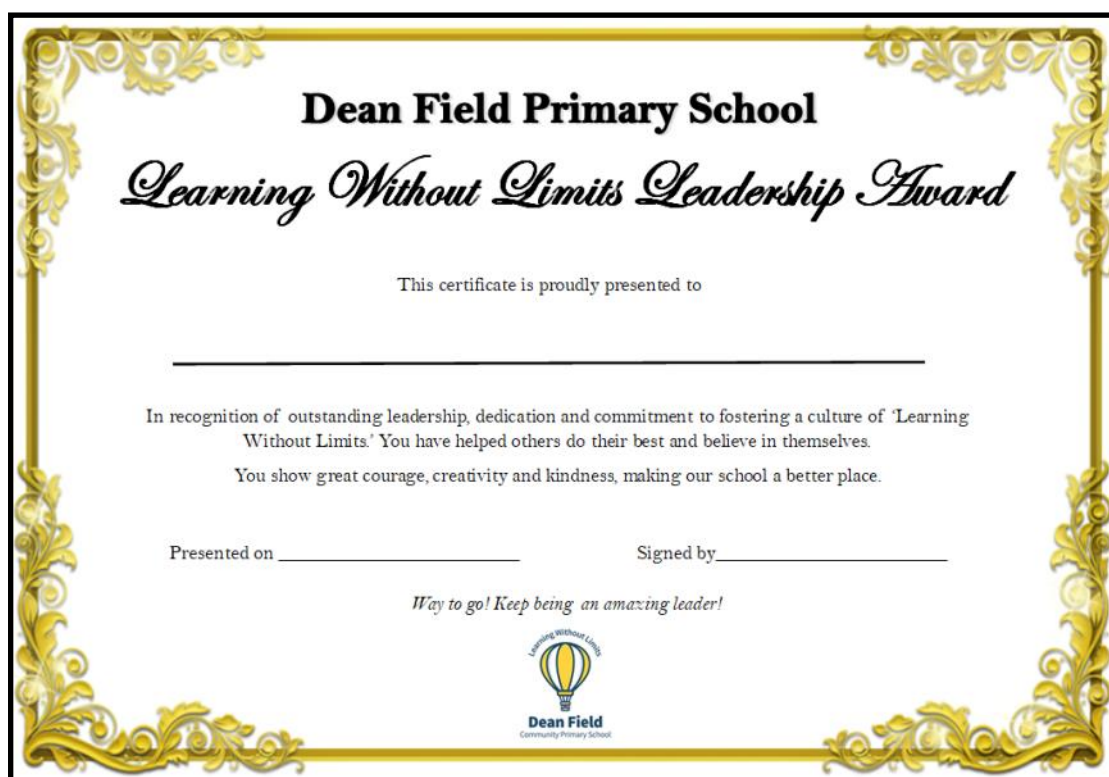 Dean Field Primary School
Learning Without Limits Leadership Award
This certificate is proudly presented to
In recognition of outstanding leadership, dedication and commitment to fostering a culture of ‘Learning
Without Limits.’ You have helped others do their best and believe in themselves.
You show great courage, creativity and kindness, making our school a better place.
Presented on Signed by
Way to go! Keep being an amazing leader!
Learning Without Limits
Dean Field
Community Primary School